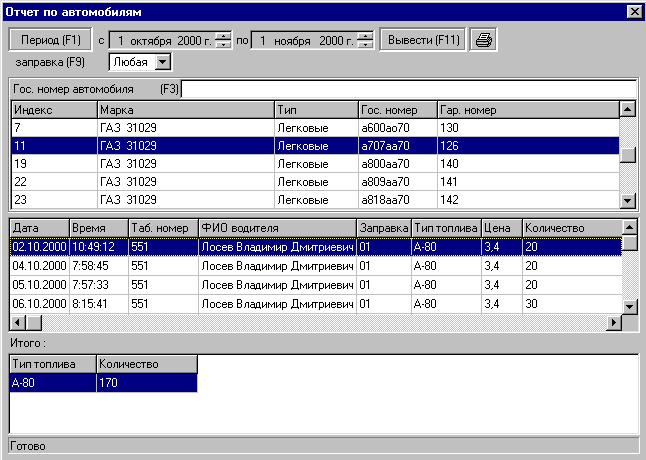 Отчет по автомобилям
Период (F1) с 1 октября 2000 г. по 1 ноября 2000 г. Вывести (F11)
заправка (F9) Любая
Гос. номер автомобиля (F3)
Индекс Марка Тип Гос. номер Гар. номер
7 ГАЗ 31029 Легковые а600ао70 130
11 ГАЗ 31029 Легковые а707аа70 126
19 ГАЗ 31029 Легковые а800аа70 140
22 ГАЗ 31029 Легковые а809аа70 141
23 ГАЗ 31029 Легковые а818аа70 142
Дата Время Таб. номер ФИО водителя Заправка Тип топлива Цена Количество
02.10.2000 10:49:12 551 Лосев Владимир Дмитриевич 01 А-80 3,4 20
04.10.2000 7:58:45 551 Лосев Владимир Дмитриевич 01 А-80 3,4 20
05.10.2000 7:57:33 551 Лосев Владимир Дмитриевич 01 А-80 3,4 20
06.10.2000 8:15:41 551 Лосев Владимир Дмитриевич 01 А-80 3,4 30
Итого :
Тип топлива Количество
А-80 170
Готово